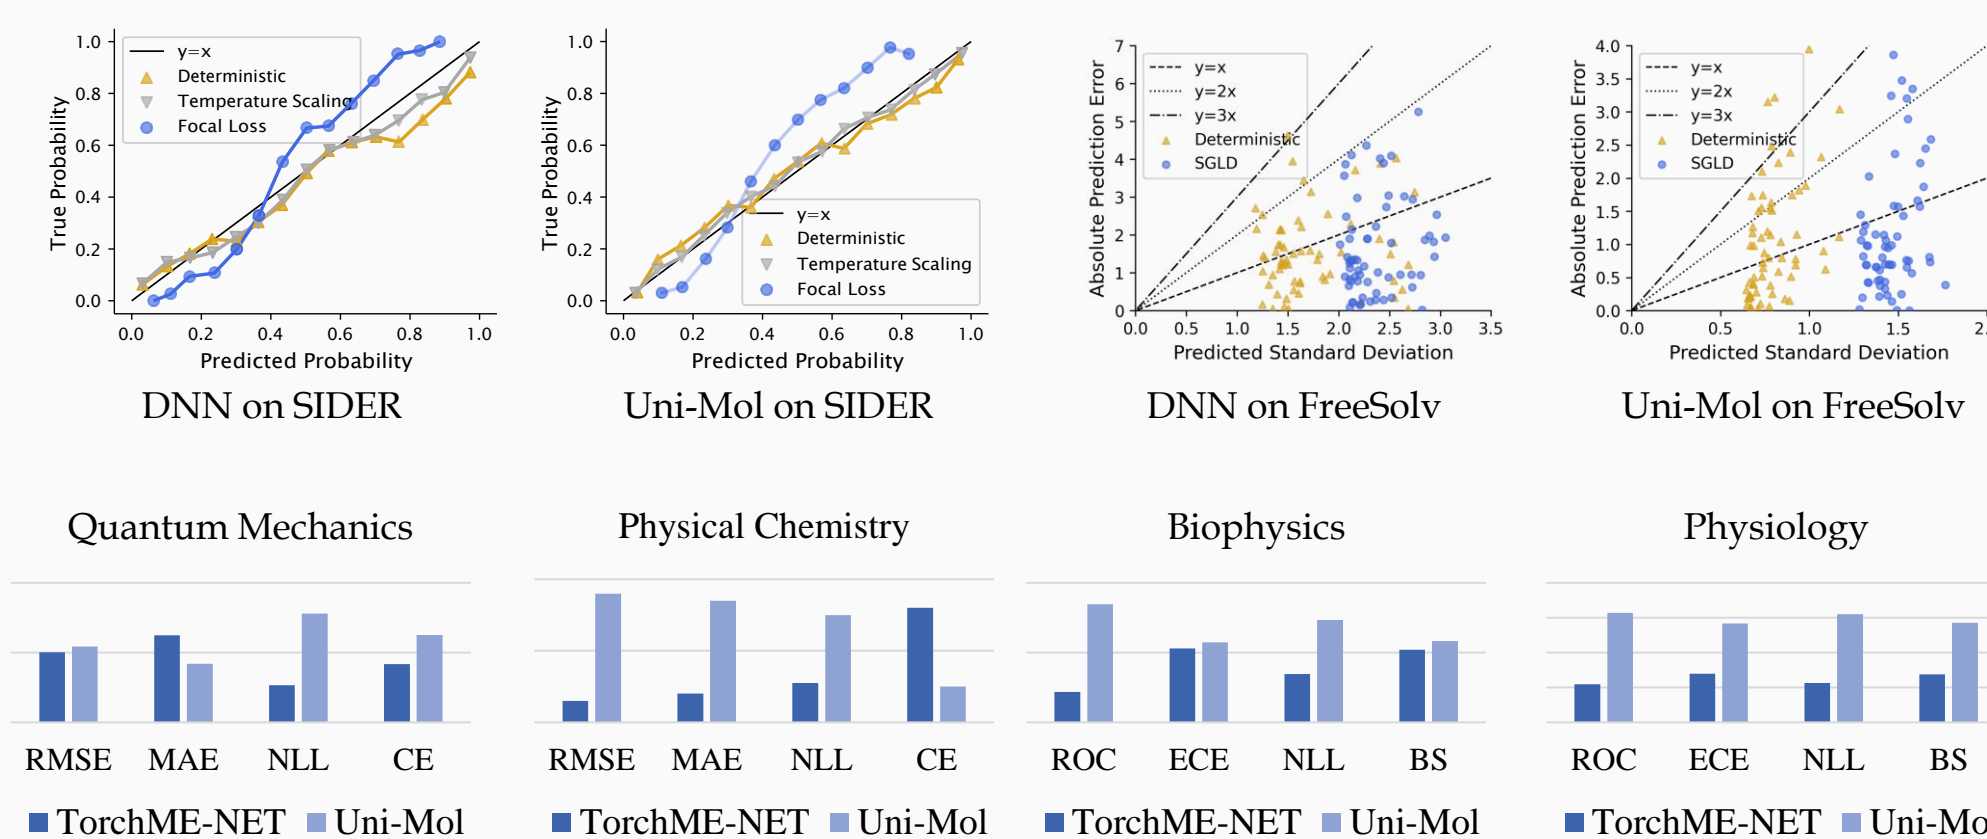 1.0
0.8
0.6
0.4
0.2
0.0
True Probability
y=x
Deterministic
Temperature Scaling
Focal Loss
0.0 0.2 0.4 0.6 0.8 1.0
Predicted Probability
DNN on SIDER
1.0
0.8
0.6
0.4
0.2
0.0
True Probability
y=x
Deterministic
Temperature Scaling
Focal Loss
0.0 0.2 0.4 0.6 0.8 1.0
Predicted Probability
Uni-Mol on SIDER
7
6
5
4
3
2
1
0
Absolute Prediction Error
y=x
y=2x
y=3x
Deterministic
SGLD
0.0 0.5 1.0 1.5 2.0 2.5 3.0 3.5
Predicted Standard Deviation
DNN on FreeSolv
4.0
3.5
3.0
2.5
2.0
1.5
1.0
0.5
0.0
Absolute Prediction Error
y=x
y=2x
y=3x
Deterministic
SGLD
0.0 0.5 1.0 1.5 2.
Predicted Standard Deviation
Uni-Mol on FreeSolv
Quantum Mechanics
RMSE MAE NLL CE
TorchME-NET Uni-Mol
Physical Chemistry
RMSE MAE NLL CE
TorchME-NET Uni-Mol
Biophysics
ROC ECE NLL BS
TorchME-NET Uni-Mol
Physiology
ROC ECE NLL BS
TorchME-NET Uni-Mo